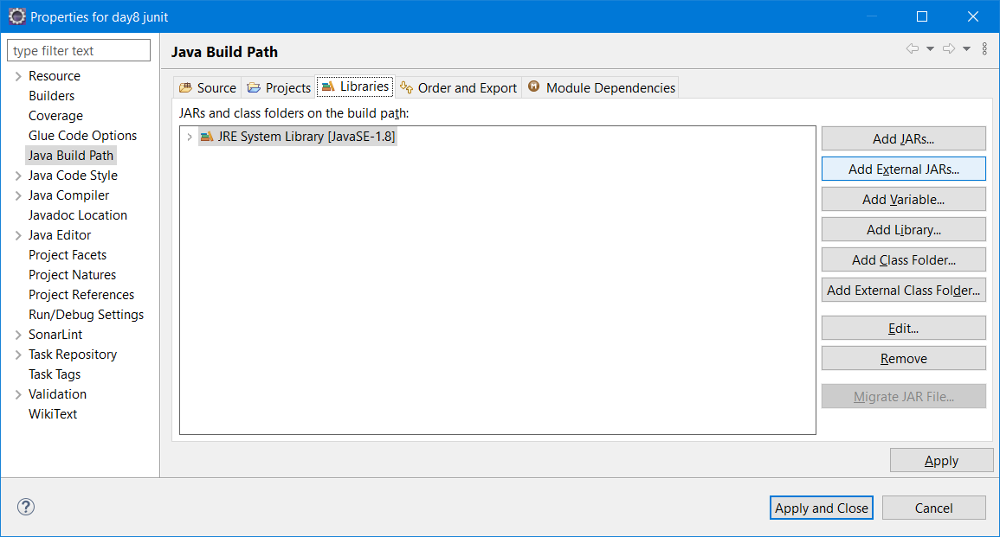 Properties for day8 junit
type filter text
Resource
Builders
Coverage
Glue Code Options
Java Build Path
Java Code Style
Java Compiler
Javadoc Location
Java Editor
Project Facets
Project Natures
Project References
Run/Debug Settings
SonarLint
Task Repository
Task Tags
Validation
WikiText
Java Build Path
Source Projects Libraries Order and Export Module Dependencies
JARs and class folders on the build path:
JRE System Library [JavaSE-1.8]
Add JARs...
Add External JARs...
Add Variable...
Add Library...
Add Class Folder...
Add External Class Folder...
Edit...
Remove
Migrate JAR File...
Apply
Apply and Close Cancel